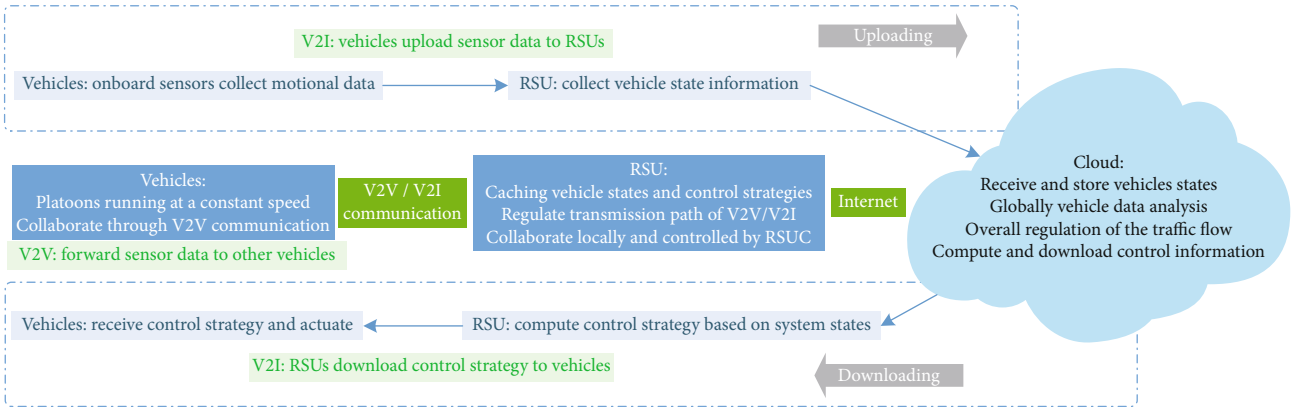 V2I: vehicles upload sensor data to RSUs
Uploading
Vehicles: onboard sensors collect motional data
RSU: collect vehicle state information
Vehicles:
Platoons running at a constant speed
Collaborate through V2V communication
V2V: forward sensor data to other vehicles
V2V / V2I
communication
RSU:
Caching vehicle states and control strategies
Regulate transmission path of V2V/V2I
Collaborate locally and controlled by RSUC
Internet
Cloud:
Receive and store vehicles states
Globally vehicle data analysis
Overall regulation of the traffic flow
Compute and download control information
Vehicles: receive control strategy and actuate
RSU: compute control strategy based on system states
V2I: RSUs download control strategy to vehicles
Downloading